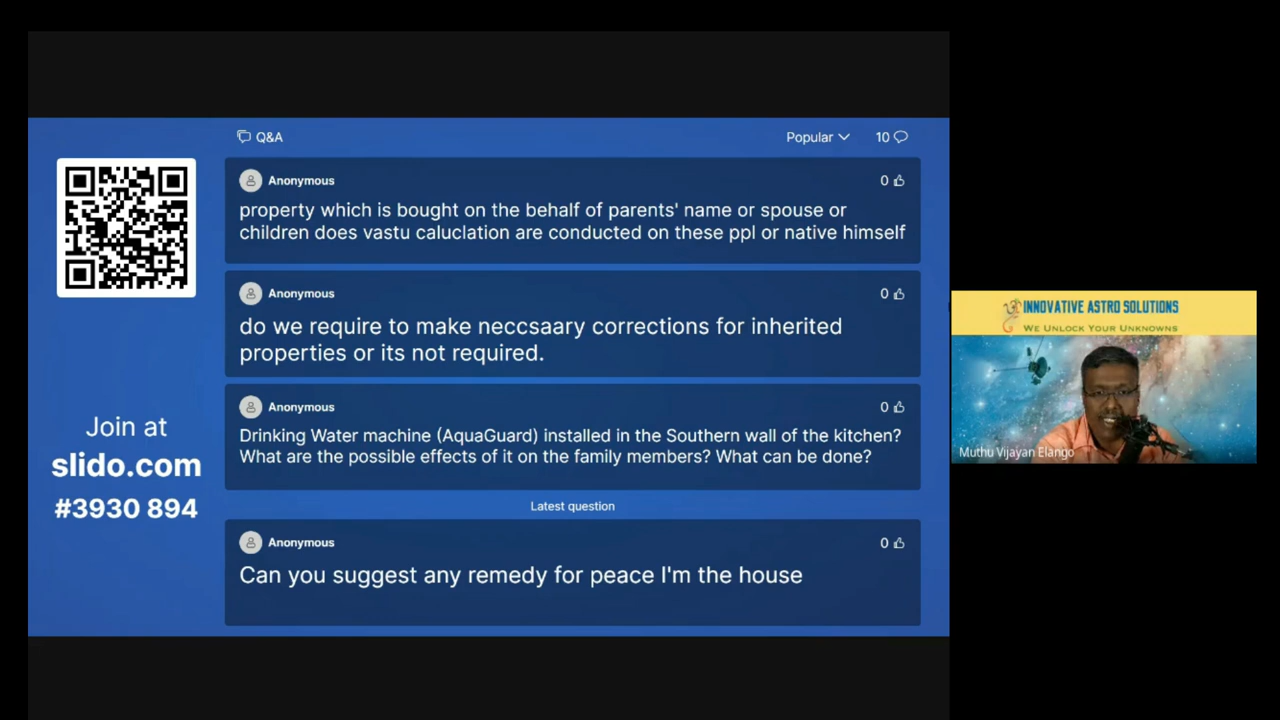 Q&A
Popular
10
Anonymous
0
property which is bought on the behalf of parents' name or spouse or
children does vastu caluclation are conducted on these ppl or native himself
Anonymous
0
do we require to make neccsaary corrections for inherited
properties or its not required.
Anonymous
0
Drinking Water machine (AquaGuard) installed in the Southern wall of the kitchen?
What are the possible effects of it on the family members? What can be done?
Latest question
Anonymous
0
Can you suggest any remedy for peace I'm the house
Join at
slido.com
#3930 894
INNOVATIVE ASTRO SOLUTIONS
WE UNLOCK YOUR UNKNOWNS
Muthu Vijayan Elango